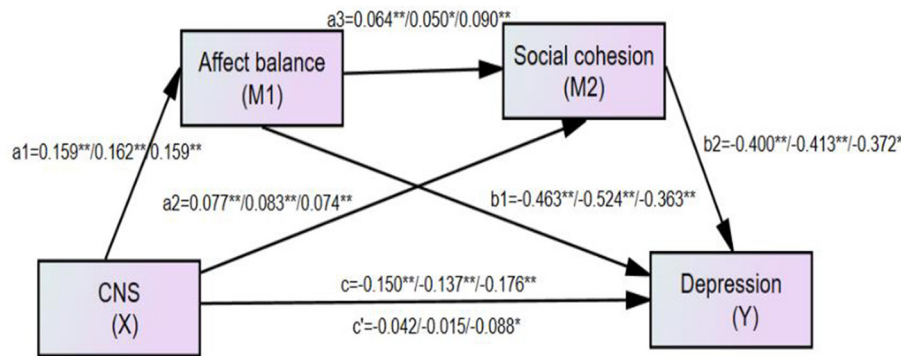 a3=0.064**/0.050*/0.090**
Affect balance
(M1)
Social cohesion
(M2)
a1=0.159**/0.162**/0.159**
b2=-0.400**/-0.413**/-0.372*
a2=0.077**/0.083**/0.074**
b1=-0.463**/-0.524**/-0.363**
CNS
(X)
c=-0.150**/-0.137**/-0.176**
c'=-0.042/-0.015/-0.088*
Depression
(Y)